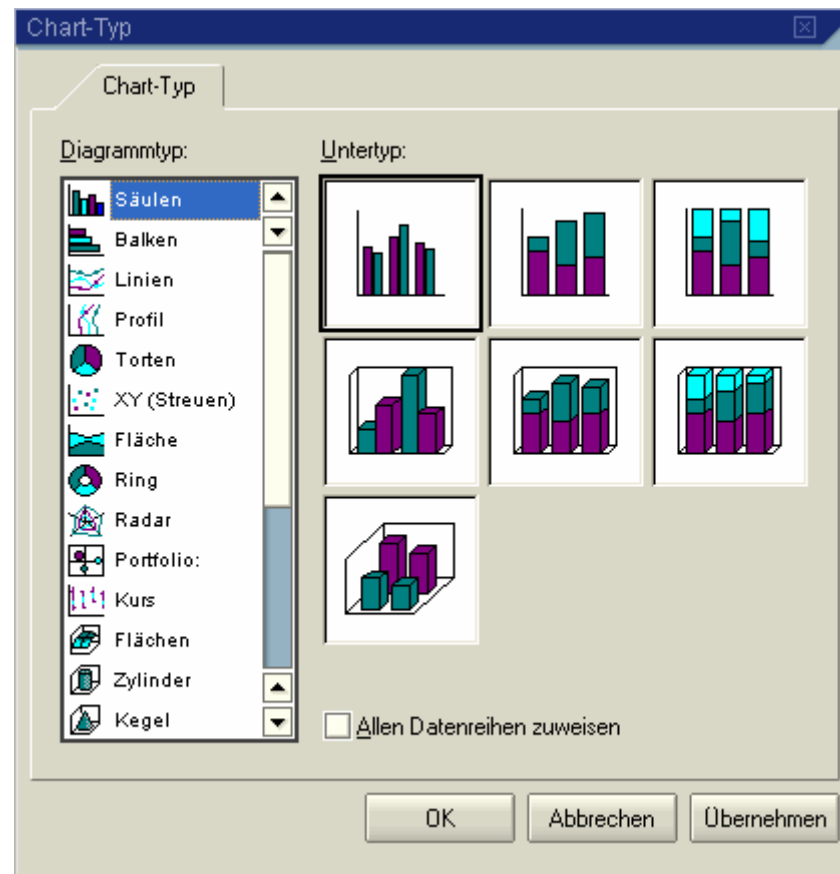 Chart-Typ
Chart-Typ
Diagrammtyp:
Untertyp:
Säulen
Balken
Linien
Profil
Torten
XY (Streuen)
Fläche
Ring
Radar
Portfolio:
Kurs
Flächen
Zylinder
Kegel
Allen Datenreihen zuweisen
OK
Abbrechen
Übernehmen